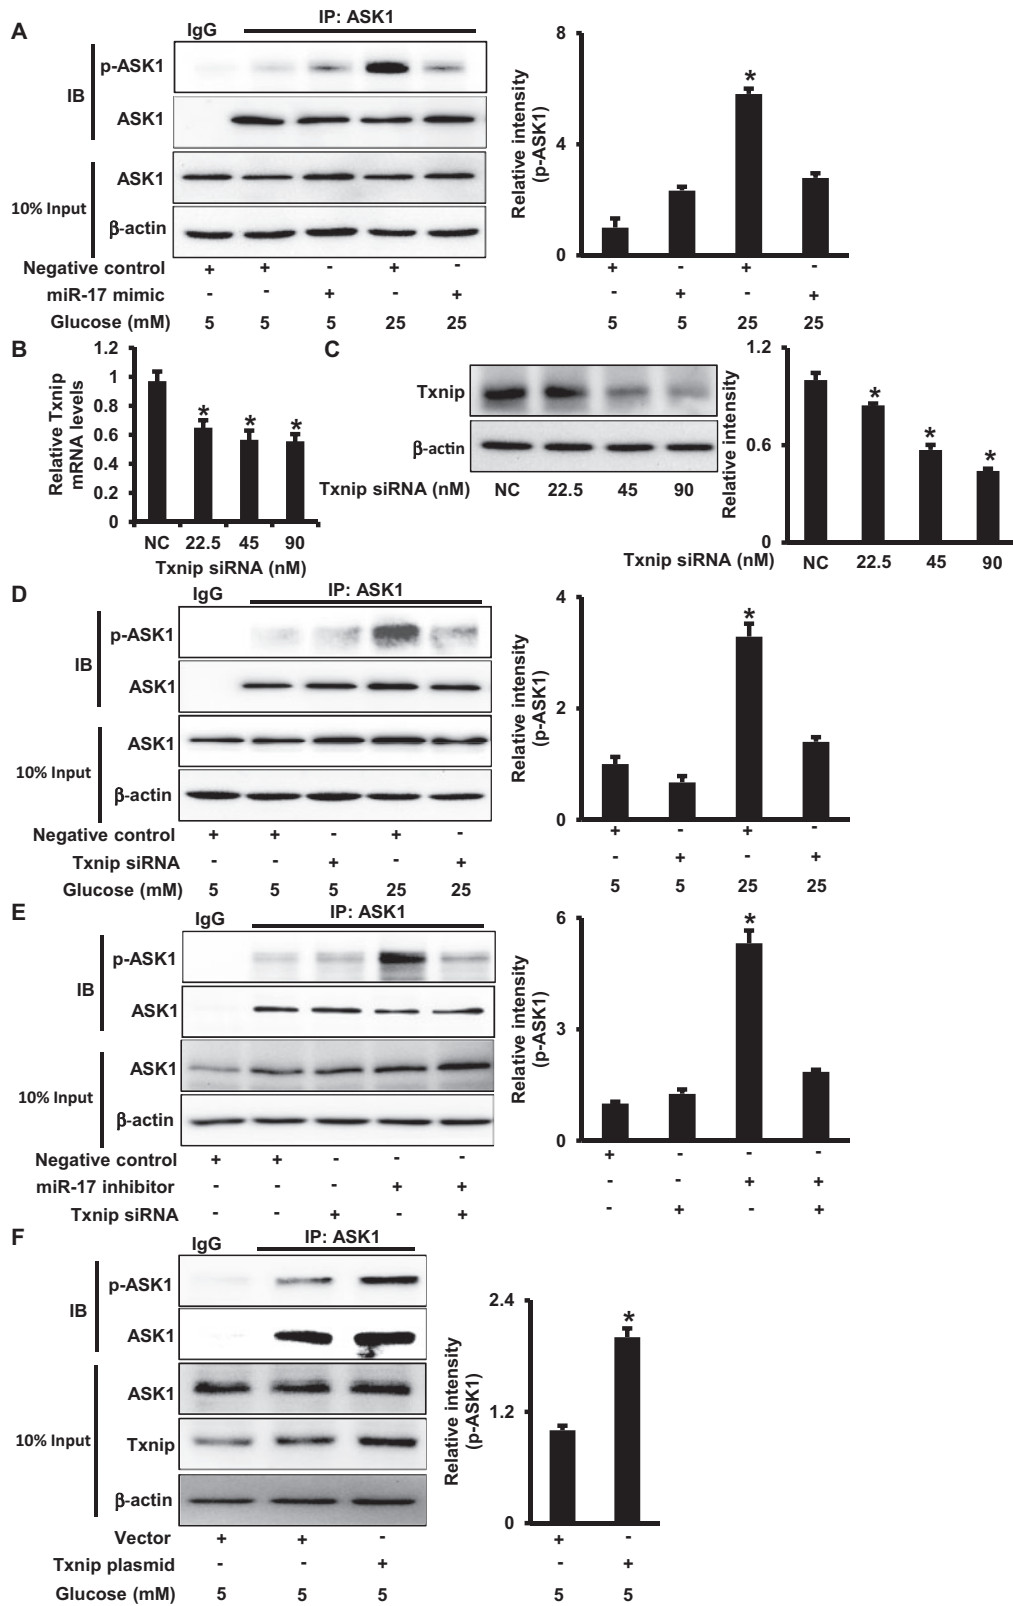 A
IgG
IP: ASK1
IB
p-ASK1
ASK1
10% Input
ASK1
β-actin
Negative control + + - + -
miR-17 mimic - - + - +
Glucose (mM) 5 5 5 25 25
Relative intensity
(p-ASK1)
8
4
0
+ - + -
- + - +
5 5 25 25
B
Relative Txnip
mRNA levels
1.2
1
0.8
0.6
0.4
0.2
0
* * *
NC 22.5 45 90
Txnip siRNA (nM)
C
Txnip
β-actin
Txnip siRNA (nM) NC 22.5 45 90
Relative intensity
1.2
0.6
0
* * *
Txnip siRNA (nM) NC 22.5 45 90
D
IgG
IP: ASK1
IB
p-ASK1
ASK1
10% Input
ASK1
β-actin
Negative control + + - + -
Txnip siRNA - - + - +
Glucose (mM) 5 5 5 25 25
Relative intensity
(p-ASK1)
4
2
0
*
+ - + -
- + - +
5 5 25 25
E
IgG
IP: ASK1
IB
p-ASK1
ASK1
10% Input
ASK1
β-actin
Negative control + + - - -
miR-17 inhibitor - - - + +
Txnip siRNA - - + - +
Relative intensity
(p-ASK1)
6
3
0
*
+ - - -
- - + +
- + - +
F
IgG
IP: ASK1
IB
p-ASK1
ASK1
10% Input
ASK1
Txnip
β-actin
Vector + + -
Txnip plasmid - - +
Glucose (mM) 5 5 5
Relative intensity
(p-ASK1)
2.4
1.2
0
*
+ -
- +
5 5